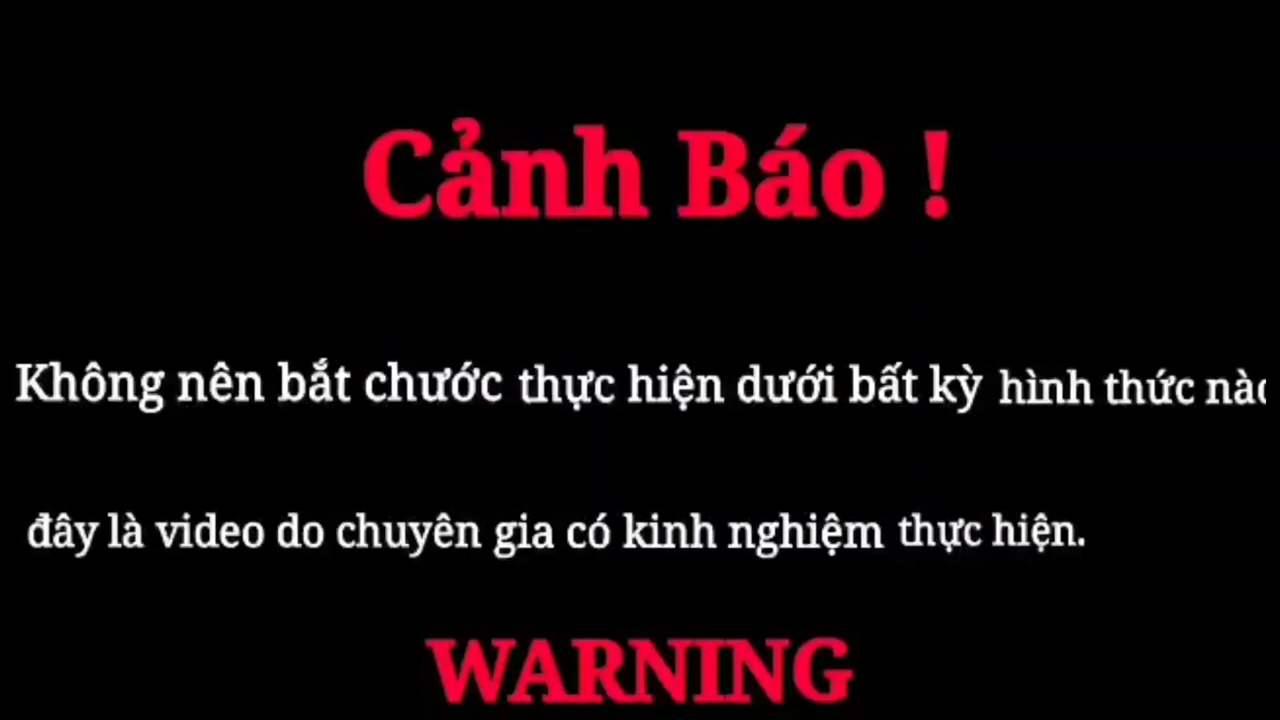 Cảnh Báo !
Không nên bắt chước thực hiện dưới bất kỳ hình thức
đây là video do chuyên gia có kinh nghiệm thực hiện.
WARNING